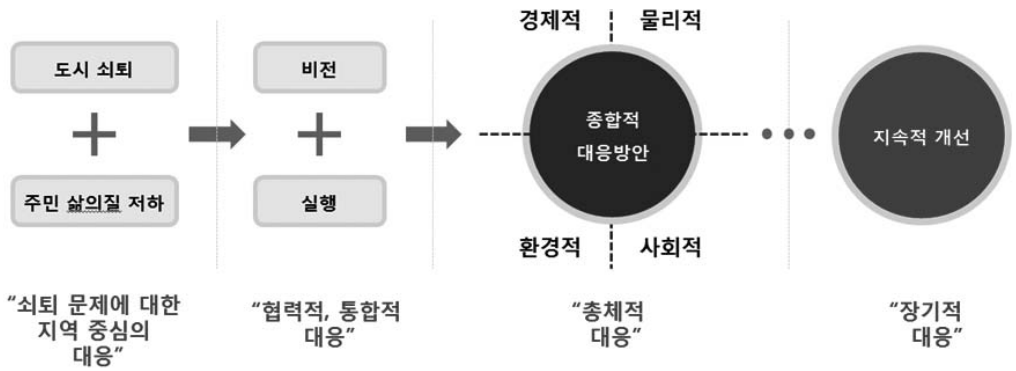 도시 쇠퇴
주민 삶의질 저하
“쇠퇴 문제에 대한
지역 중심의
대응”
비전
실행
“협력적, 통합적
대응”
경제적
물리적
종합적
대응방안
환경적
사회적
“총체적
대응”
지속적 개선
“장기적
대응”